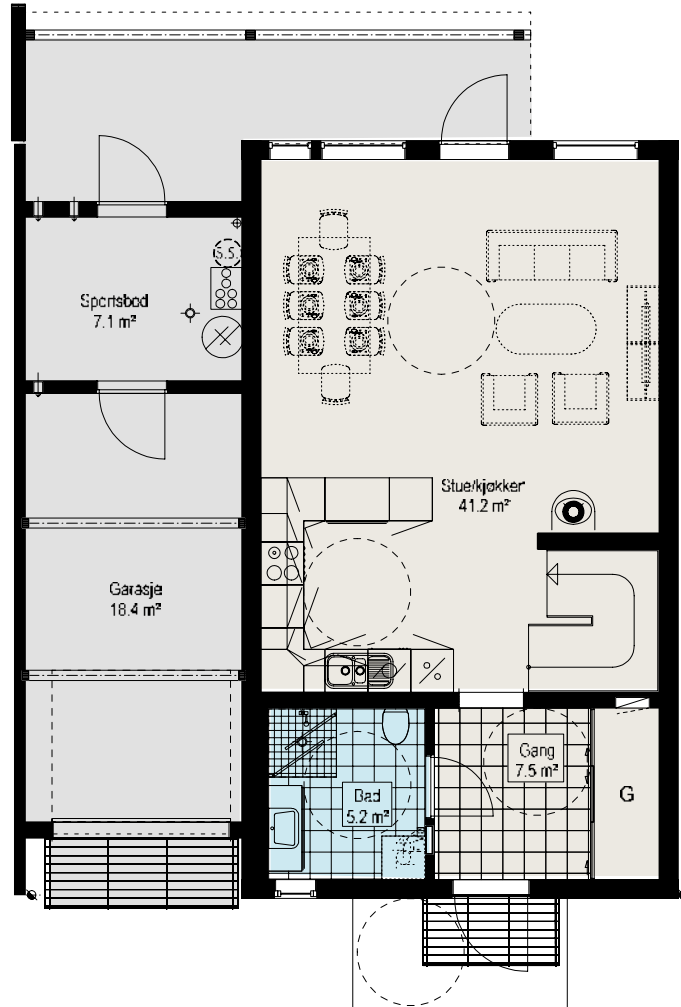 S.S.
Sportsbod
7.1 m²
Stue/kjøkken
41.2 m²
Garasje
18.4 m²
Gang
7.5 m²
Bad
5.2 m²
G